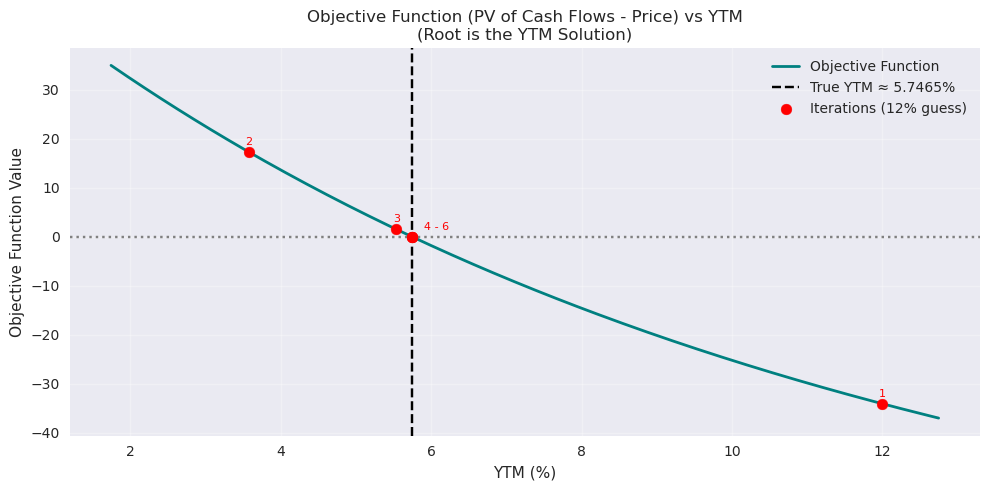 Objective Function (PV of Cash Flows - Price) vs YTM
(Root is the YTM Solution)
Objective Function
True YTM ≈ 5.7465%
Iterations (12% guess)
Objective Function Value
30
20
10
0
−10
−20
−30
−40
2
3
4 - 6
1
2
4
6
8
10
12
YTM (%)